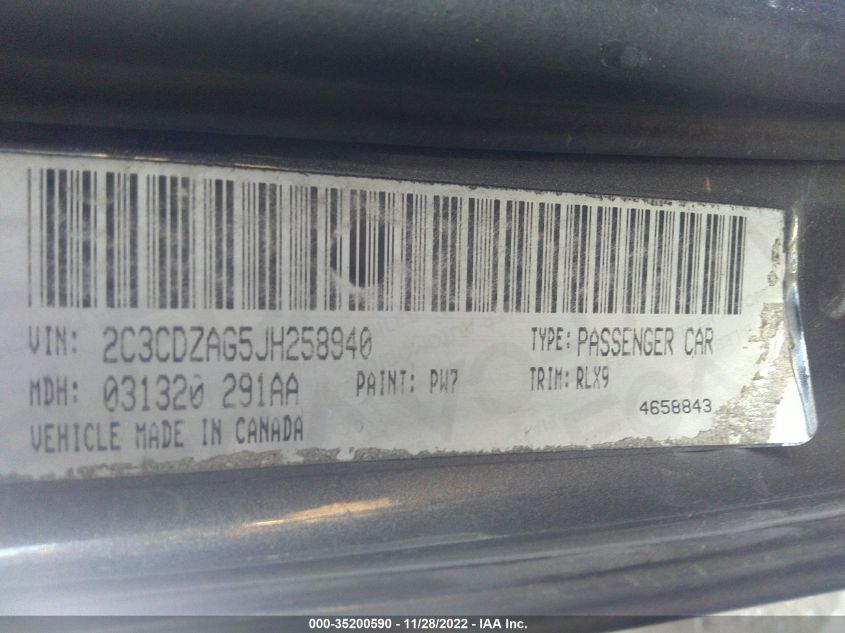 VIN: 2C3CDZAG5JH258940 TYPE: PASSENGER CAR
MDH: 031320 291AA PAINT: PW7 TRIM: RLX9
4658843
VEHICLE MADE IN CANADA
000-35200590 - 11/28/2022 - IAA Inc.